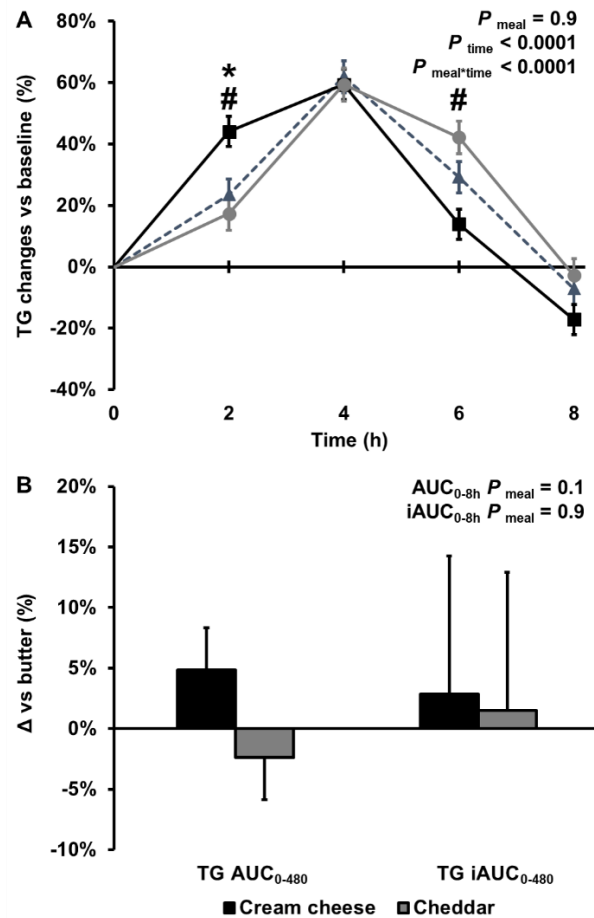 A
P meal = 0.9
P time < 0.0001
P meal*time < 0.0001
80%
60%
40%
20%
0%
-20%
-40%
*
#
#
TG changes vs baseline (%)
0 2 4 6 8
Time (h)
B
AUC0-8h P meal = 0.1
iAUC0-8h P meal = 0.9
20%
15%
10%
5%
0%
-5%
-10%
Δ vs butter (%)
TG AUC0-480 TG iAUC0-480
Cream cheese Cheddar